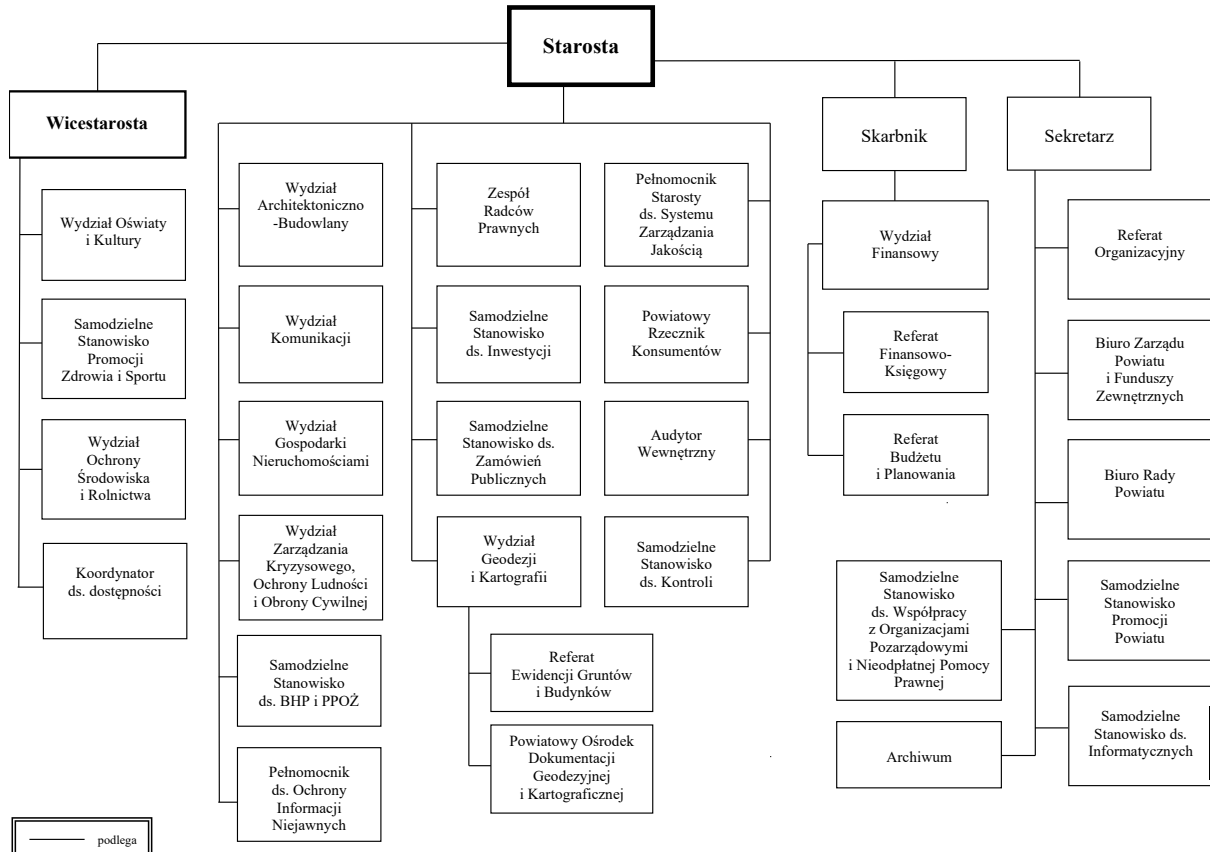 Starosta
Wicestarosta
Skarbnik
Sekretarz
Wydział Oświaty
i Kultury
Samodzielne
Stanowisko
Promocji
Zdrowia i Sportu
Wydział
Ochrony
Środowiska
i Rolnictwa
Koordynator
ds. dostępności
Wydział
Architektoniczno
-Budowlany
Wydział
Komunikacji
Wydział
Gospodarki
Nieruchomościami
Wydział
Zarządzania
Kryzysowego,
Ochrony Ludności
i Obrony Cywilnej
Samodzielne
Stanowisko
ds. BHP i PPOŻ
Pełnomocnik
ds. Ochrony
Informacji
Niejawnych
Zespół
Radców
Prawnych
Samodzielne
Stanowisko
ds. Inwestycji
Samodzielne
Stanowisko ds.
Zamówień
Publicznych
Wydział
Geodezji
i Kartografii
Referat
Ewidencji Gruntów
i Budynków
Powiatowy Ośrodek
Dokumentacji
Geodezyjnej
i Kartograficznej
Pełnomocnik
Starosty
ds. Systemu
Zarządzania
Jakością
Powiatowy
Rzecznik
Konsumentów
Audytor
Wewnętrzny
Samodzielne
Stanowisko
ds. Kontroli
Wydział
Finansowy
Referat
Finansowo-
Księgowy
Referat
Budżetu
i Planowania
Referat
Organizacyjny
Biuro Zarządu
Powiatu
i Funduszy
Zewnętrznych
Biuro Rady
Powiatu
Samodzielne
Stanowisko
ds. Współpracy
z Organizacjami
Pozarządowymi
i Nieodpłatnej Pomocy
Prawnej
Samodzielne
Stanowisko
Promocji
Powiatu
Archiwum
Samodzielne
Stanowisko ds.
Informatycznych
podlega